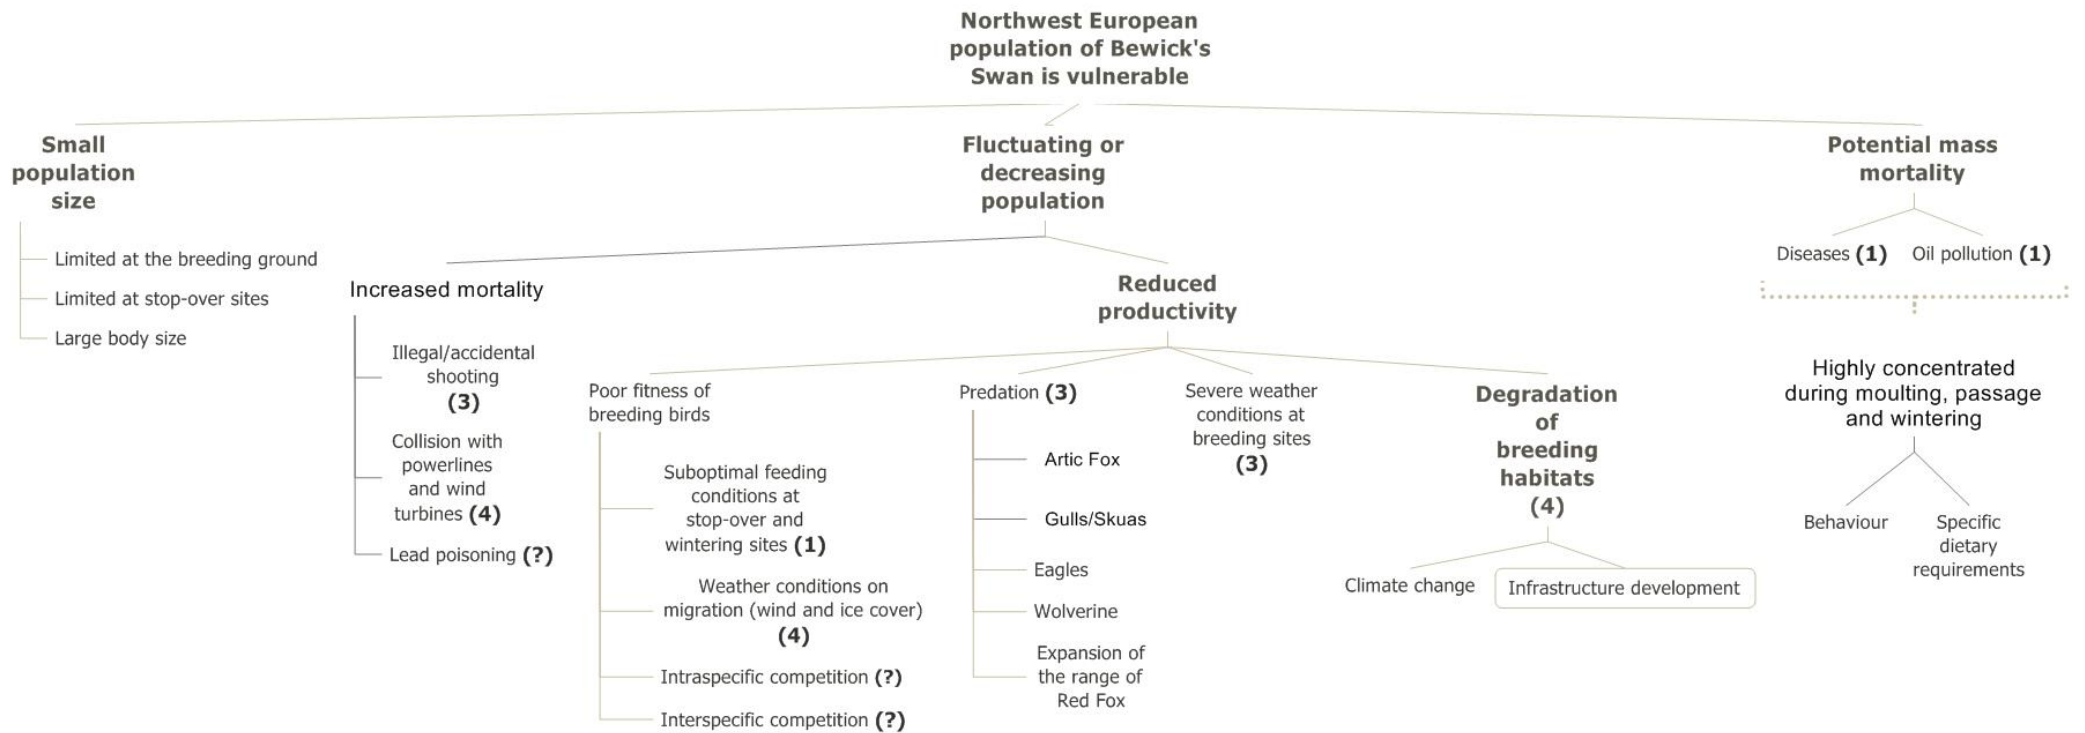 Northwest European
population of Bewick's
Swan is vulnerable
Small
population
size
Limited at the breeding ground
Limited at stop-over sites
Large body size
Fluctuating or
decreasing
population
Increased mortality
Illegal/accidental
shooting
(3)
Collision with
powerlines
and wind
turbines (4)
Lead poisoning (?)
Reduced
productivity
Poor fitness of
breeding birds
Suboptimal feeding
conditions at
stop-over and
wintering sites (1)
Weather conditions on
migration (wind and ice cover)
(4)
Intraspecific competition (?)
Interspecific competition (?)
Predation (3)
Artic Fox
Gulls/Skuas
Eagles
Wolverine
Expansion of
the range of
Red Fox
Severe weather
conditions at
breeding sites
(3)
Degradation
of
breeding
habitats
(4)
Climate change
Infrastructure development
Potential mass
mortality
Diseases (1)
Oil pollution (1)
Highly concentrated
during moulting, passage
and wintering
Behaviour
Specific
dietary
requirements